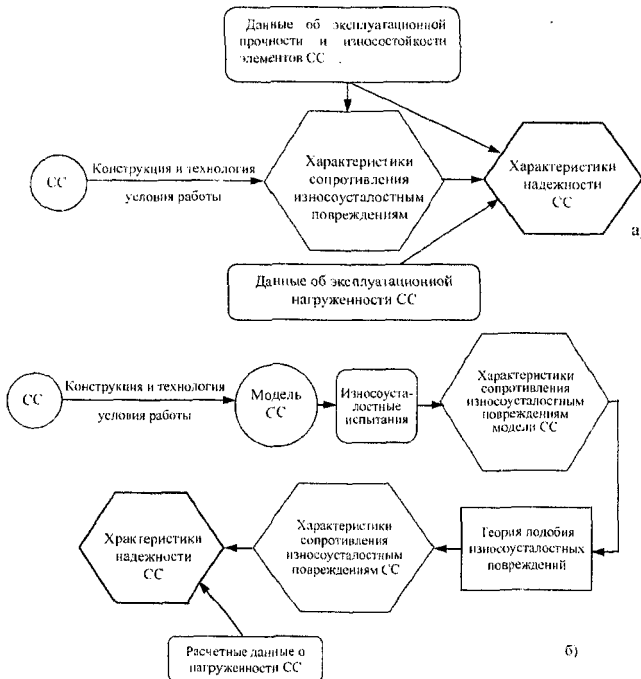 Данные об эксплуатационной
прочности и износостойкости
элементов СС .
СС
Конструкция и технология
условия работы
Характеристики
сопротивления
износоусталостным
повреждениям
Характеристики
надежности
СС
а)
Данные об эксплуатационной
нагруженности СС
СС
Конструкция и технология
условия работы
Модель
СС
Износоуста-
лостные
испытания
Характеристики
сопротивления
износоусталостным
повреждениям
модели СС
Храктеристики
надежности
СС
Характеристики
сопротивления
износоусталостным
повреждениям СС
Теория подобия
износоусталостных
повреждений
Расчетные данные о
нагруженности СС
б)